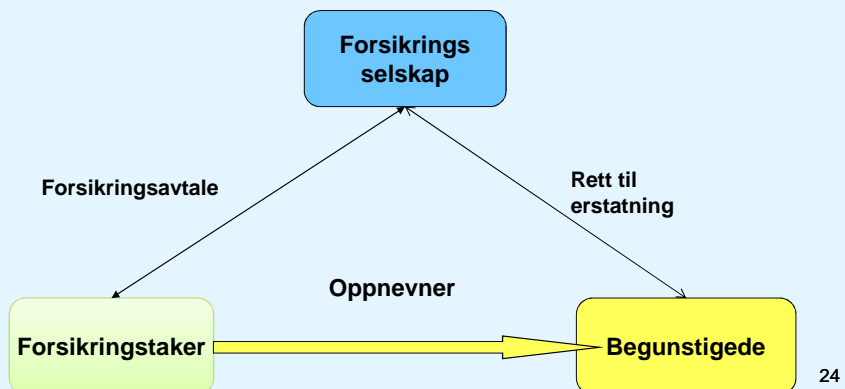 Forsikrings
selskap
Forsikringsavtale
Rett til
erstatning
Oppnevner
Forsikringstaker
Begunstigede
24